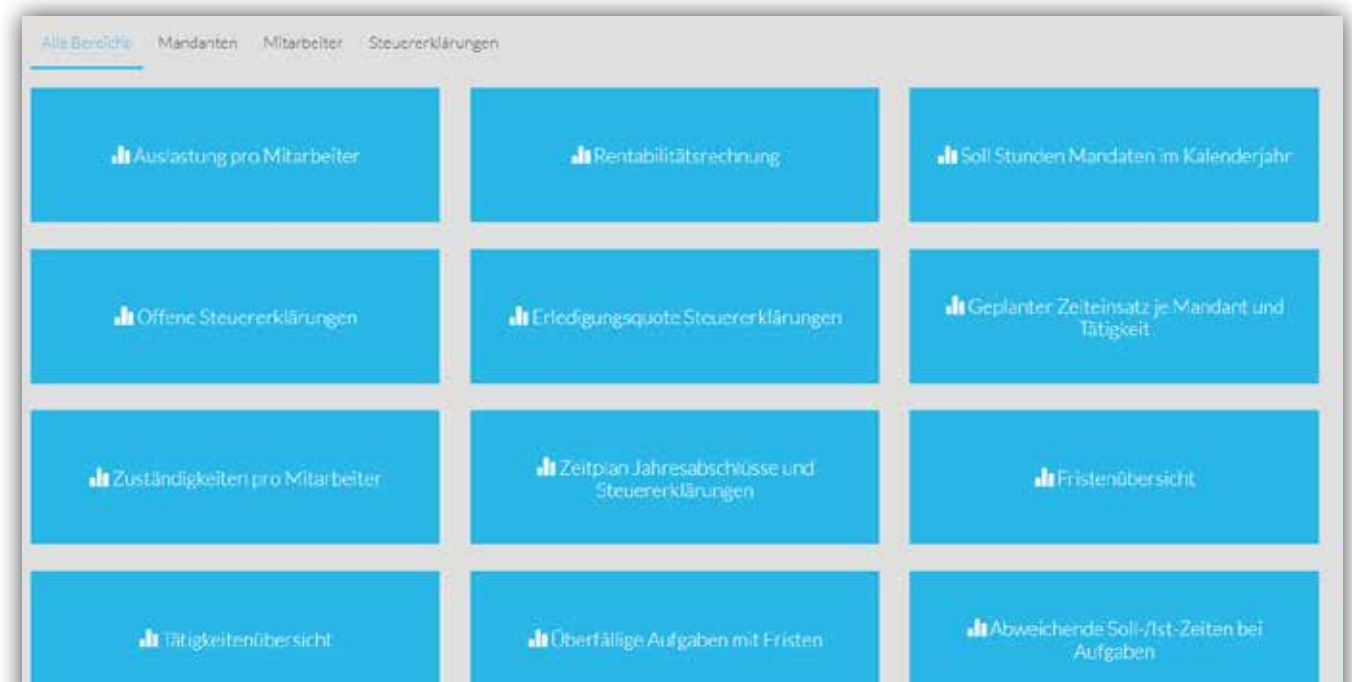 Alle Bereiche Mandanten Mitarbeiter Steuererklärungen
Auslastung pro Mitarbeiter
Rentabilitätsrechnung
Soll Stunden Mandaten im Kalenderjahr
Offene Steuererklärungen
Erledigungsquote Steuererklärungen
Geplanter Zeiteinsatz je Mandant und
Tätigkeit
Zuständigkeiten pro Mitarbeiter
Zeitplan Jahresabschlüsse und
Steuererklärungen
Fristenübersicht
Tätigkeitenübersicht
Überfällige Aufgaben mit Fristen
Abweichende Soll-/Ist-Zeiten bei
Aufgaben